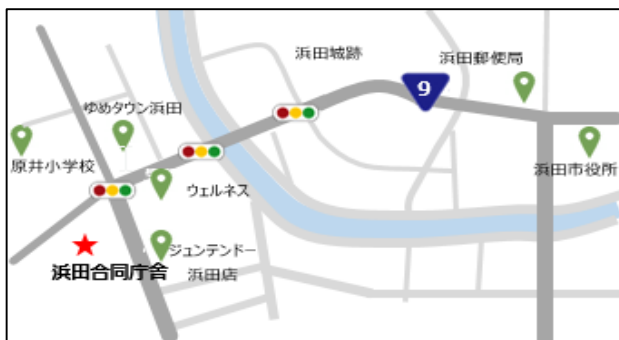 浜田城跡
浜田郵便局
9
ゆめタウン浜田
原井小学校
浜田市役所
ウェルネス
ジュンテンドー
浜田店
浜田合同庁舎